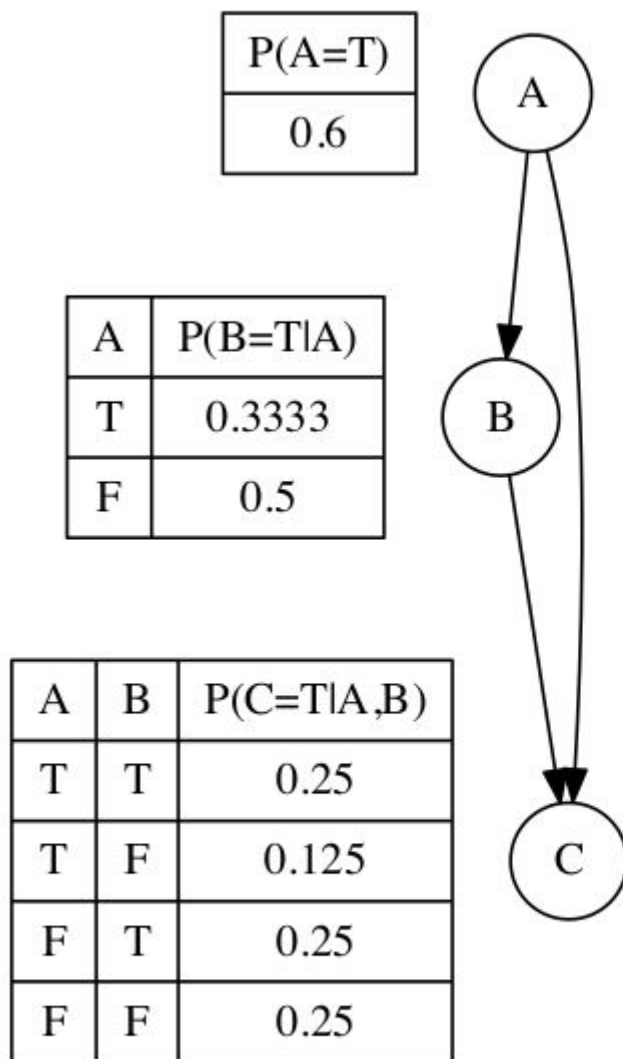 P(A=T)
0.6
A
A P(B=T|A)
T 0.3333
F 0.5
B
A B P(C=T|A,B)
T T 0.25
T F 0.125
F T 0.25
F F 0.25
C